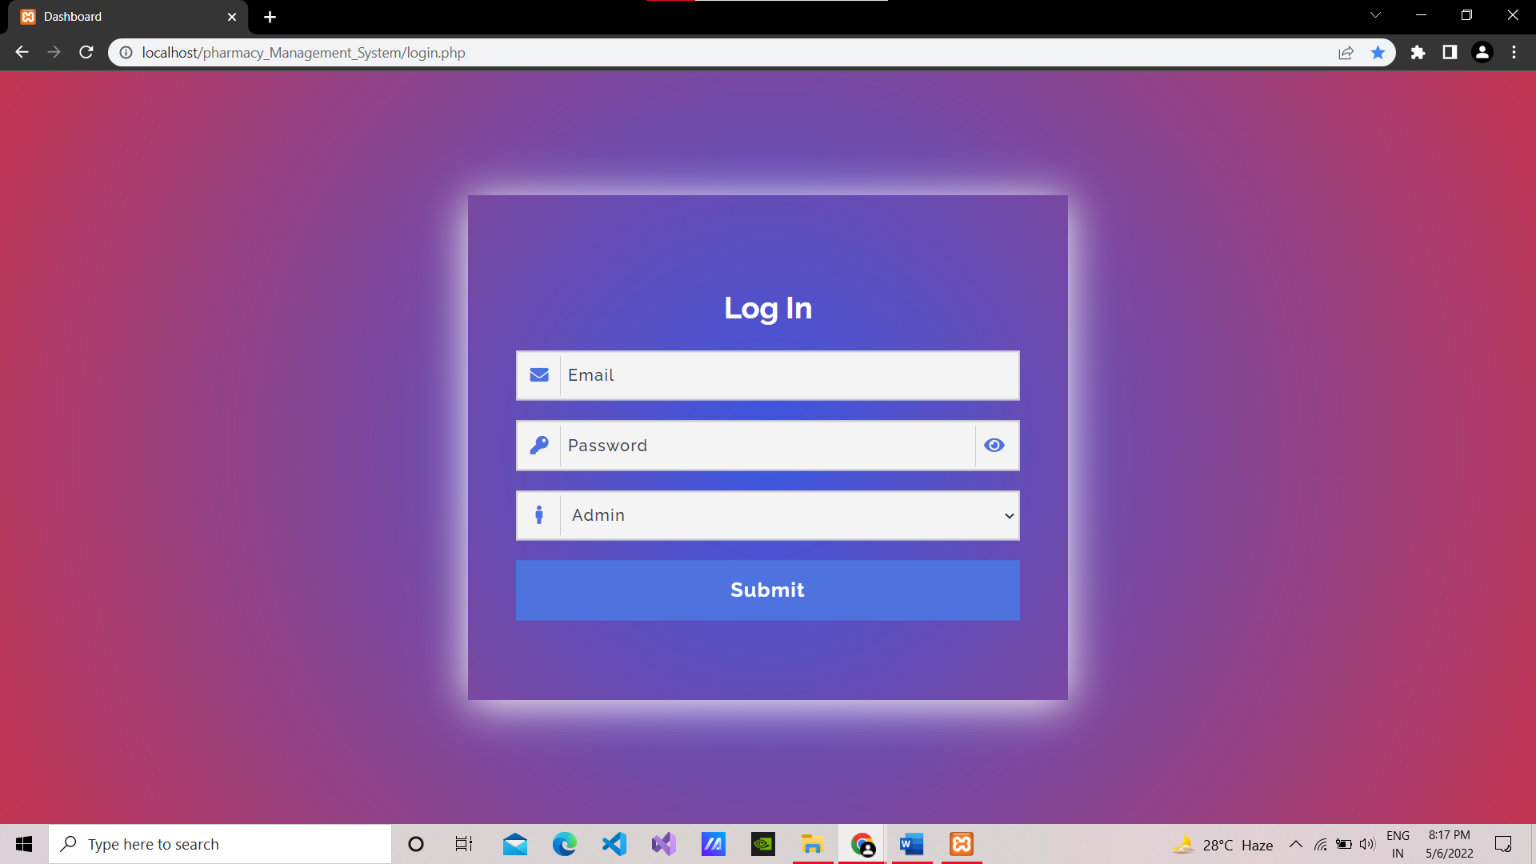 Dashboard
localhost/pharmacy_Management_System/login.php
Log In
Email
Password
Admin
Submit
Type here to search
28°C Haze
ENG
IN
8:17 PM
5/6/2022